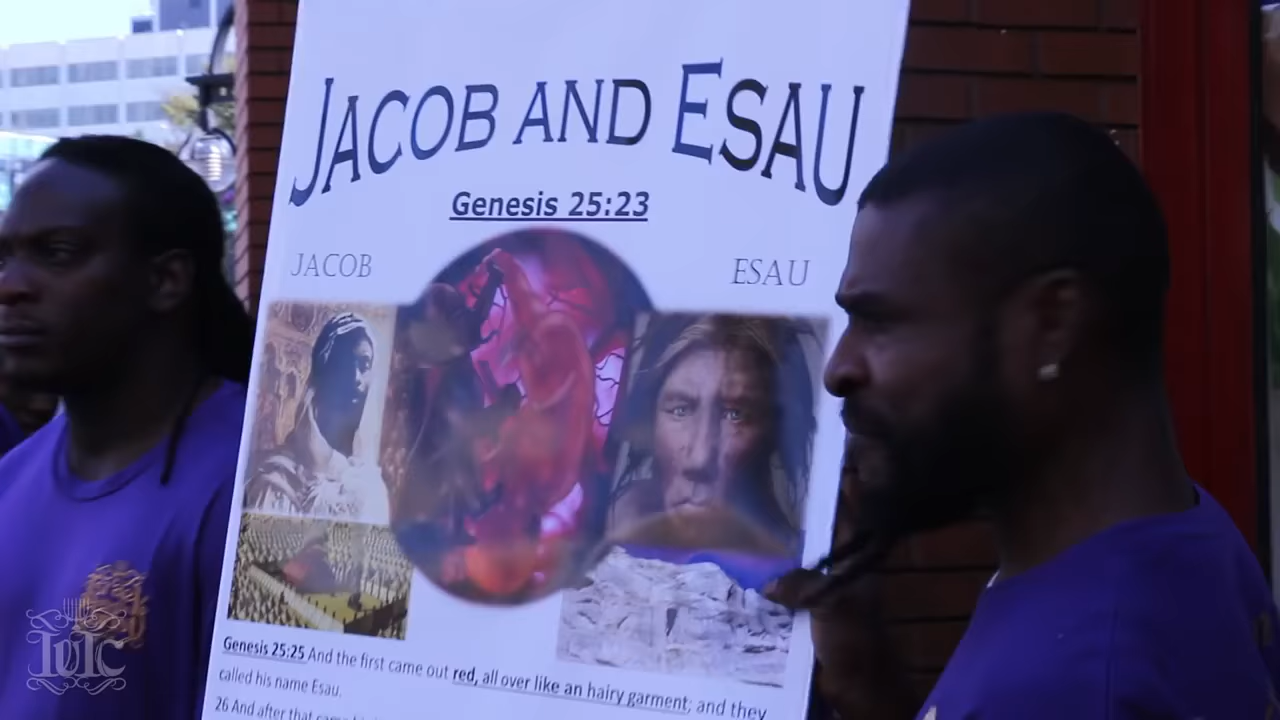 JACOB AND ESAU
Genesis 25:23
JACOB
ESAU
Genesis 25:25 And the first came out red, all over like an hairy garment; and they
called his name Esau.
26 And after that came
IUIC